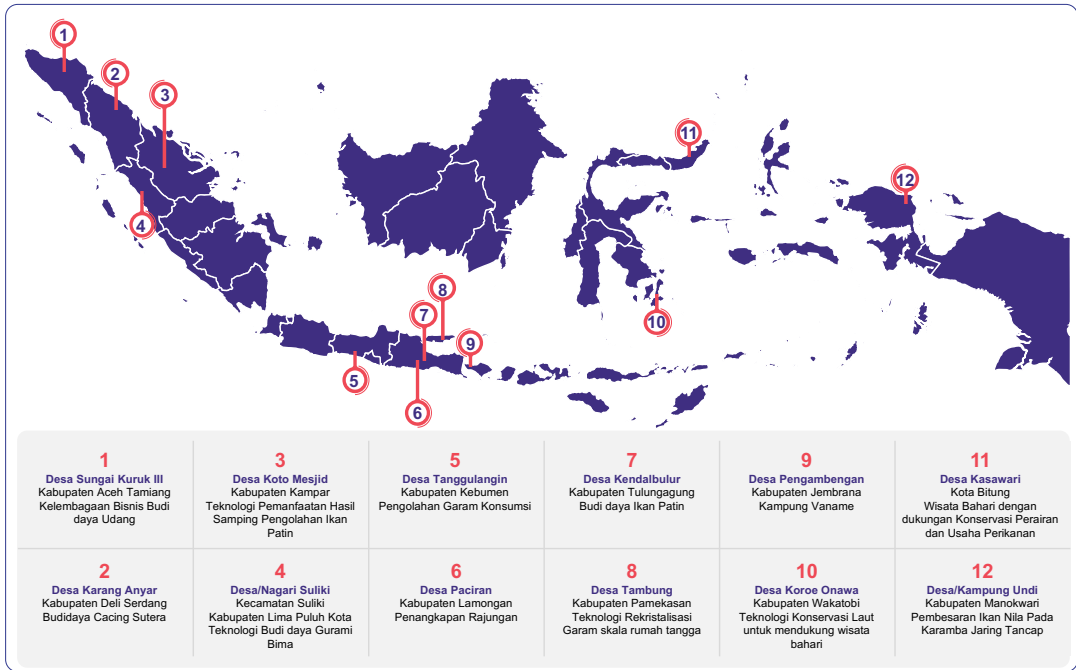 1
2
3
4
5
6
7
8
9
10
11
12
1
Desa Sungai Kuruk III
Kabupaten Aceh Tamiang
Kelembagaan Bisnis Budi
daya Udang
3
Desa Koto Mesjid
Kabupaten Kampar
Teknologi Pemanfaatan Hasil
Samping Pengolahan Ikan
Patin
5
Desa Tanggulangin
Kabupaten Kebumen
Pengolahan Garam Konsumsi
7
Desa Kendalbulur
Kabupaten Tulungagung
Budi daya Ikan Patin
9
Desa Pengambengan
Kabupaten Jembrana
Kampung Vaname
11
Desa Kasawari
Kota Bitung
Wisata Bahari dengan
dukungan Konservasi Perairan
dan Usaha Perikanan
2
Desa Karang Anyar
Kabupaten Deli Serdang
Budidaya Cacing Sutera
4
Desa/Nagari Suliki
Kecamatan Suliki
Kabupaten Lima Puluh Kota
Teknologi Budi daya Gurami
Bima
6
Desa Paciran
Kabupaten Lamongan
Penangkapan Rajungan
8
Desa Tambung
Kabupaten Pamekasan
Teknologi Rekristalisasi
Garam skala rumah tangga
10
Desa Koroe Onawa
Kabupaten Wakatobi
Teknologi Konservasi Laut
untuk mendukung wisata
bahari
12
Desa/Kampung Undi
Kabupaten Manokwari
Pembesaran Ikan Nila Pada
Karamba Jaring Tancap